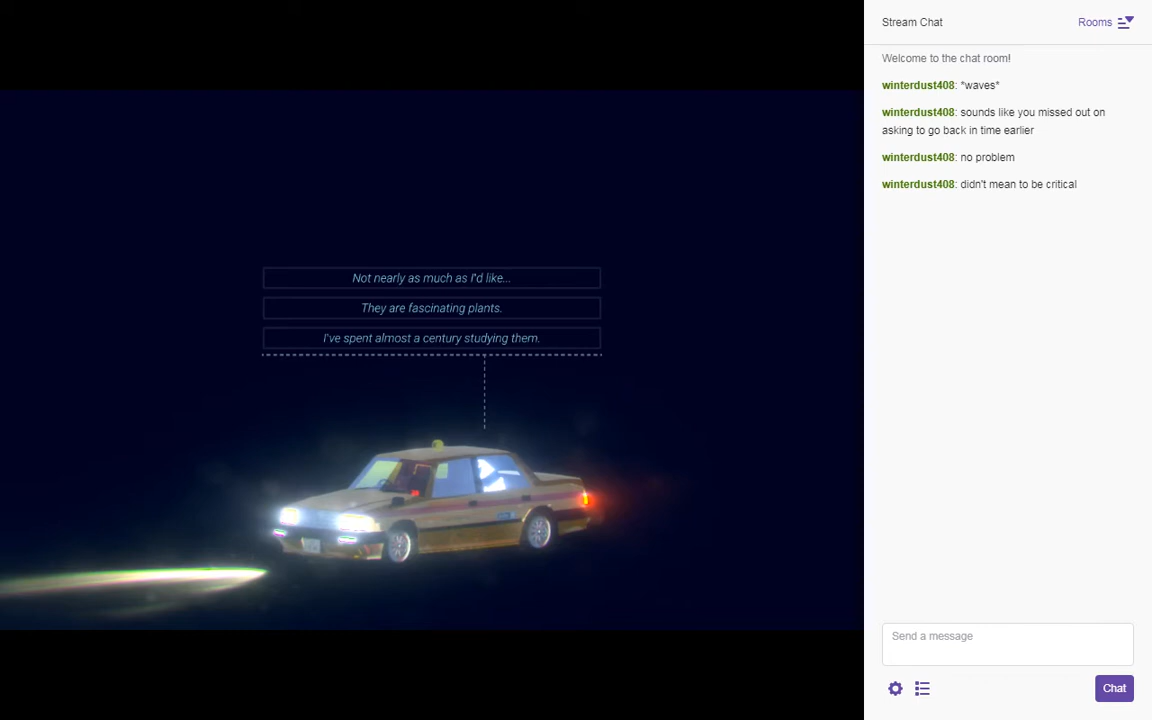 Not nearly as much as I'd like...
They are fascinating plants.
I've spent almost a century studying them.
Stream Chat
Rooms
Welcome to the chat room!
winterdust408: *waves*
winterdust408: sounds like you missed out on
asking to go back in time earlier
winterdust408: no problem
winterdust408: didn't mean to be critical
Send a message
Chat